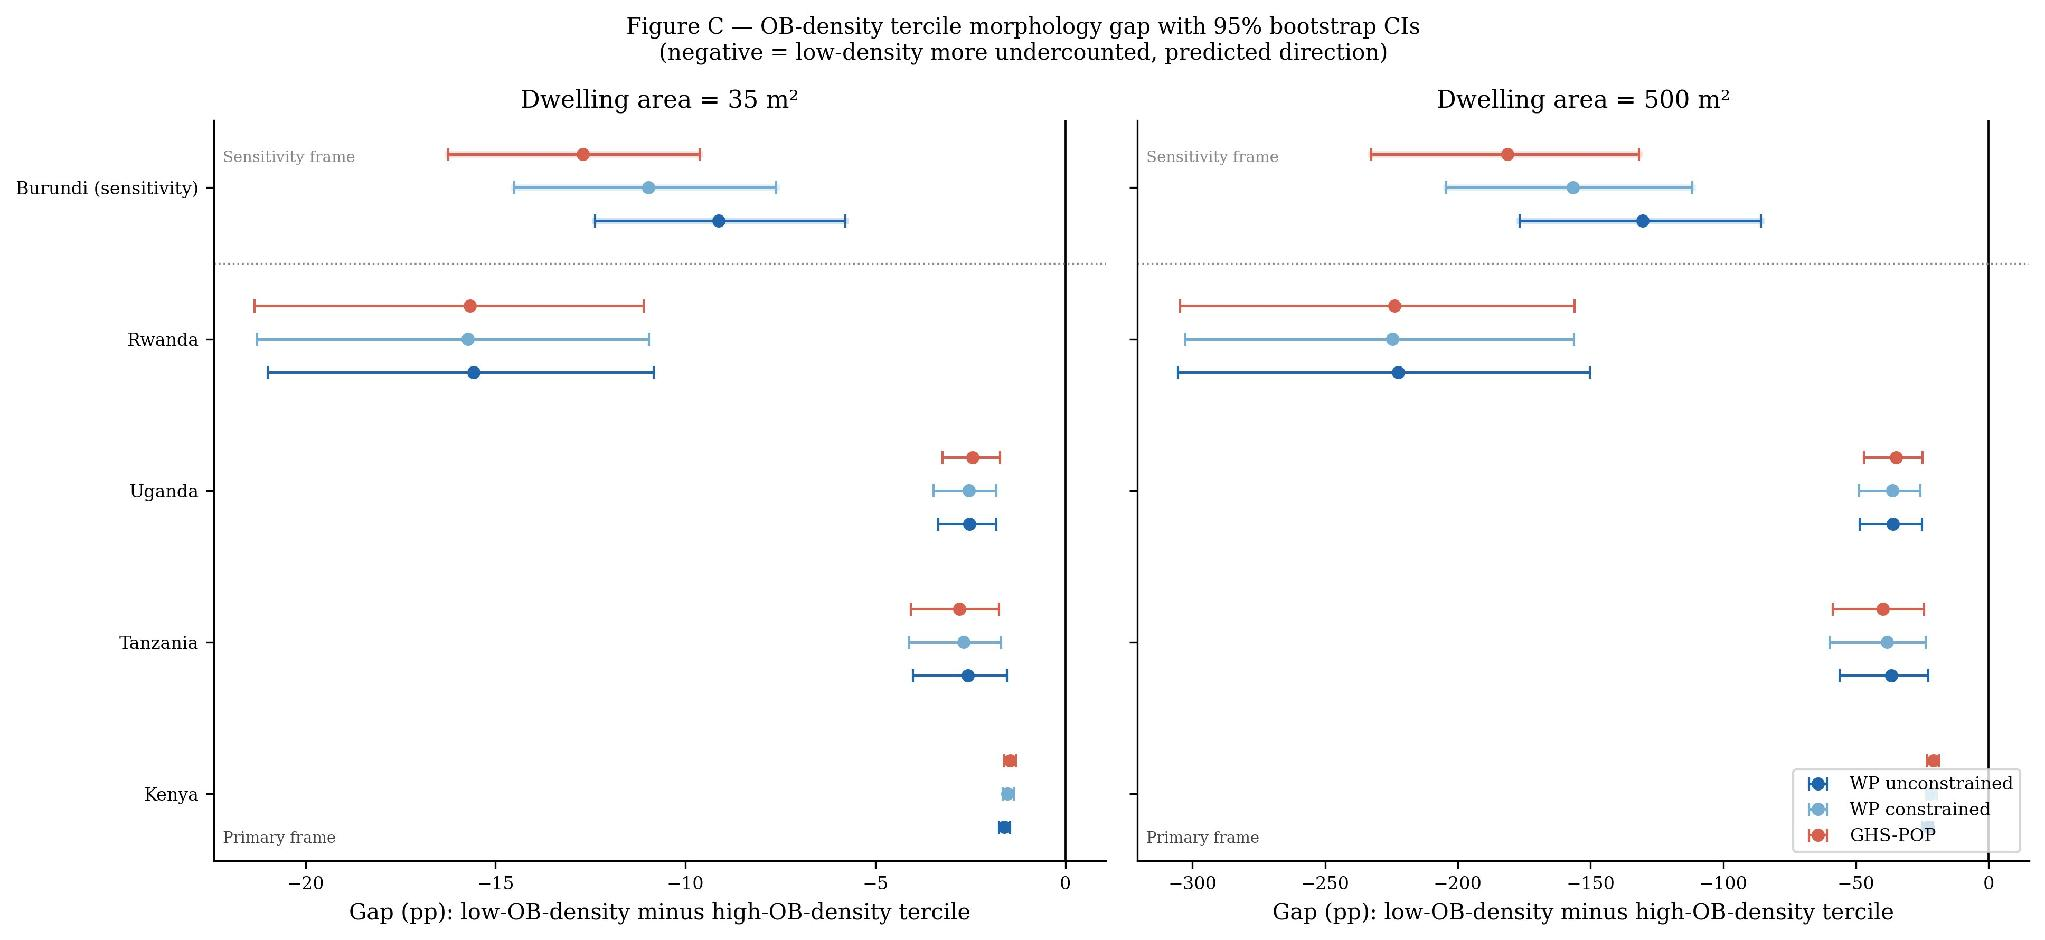 Figure C — OB-density tercile morphology gap with 95% bootstrap CIs
(negative = low-density more undercounted, predicted direction)
Dwelling area = 35 m²
Sensitivity frame
Burundi (sensitivity)
Rwanda
Uganda
Tanzania
Kenya
Primary frame
−20
−15
−10
−5
0
Gap (pp): low-OB-density minus high-OB-density tercile
Dwelling area = 500 m²
Sensitivity frame
WP unconstrained
WP constrained
GHS-POP
Primary frame
−300
−250
−200
−150
−100
−50
0
Gap (pp): low-OB-density minus high-OB-density tercile